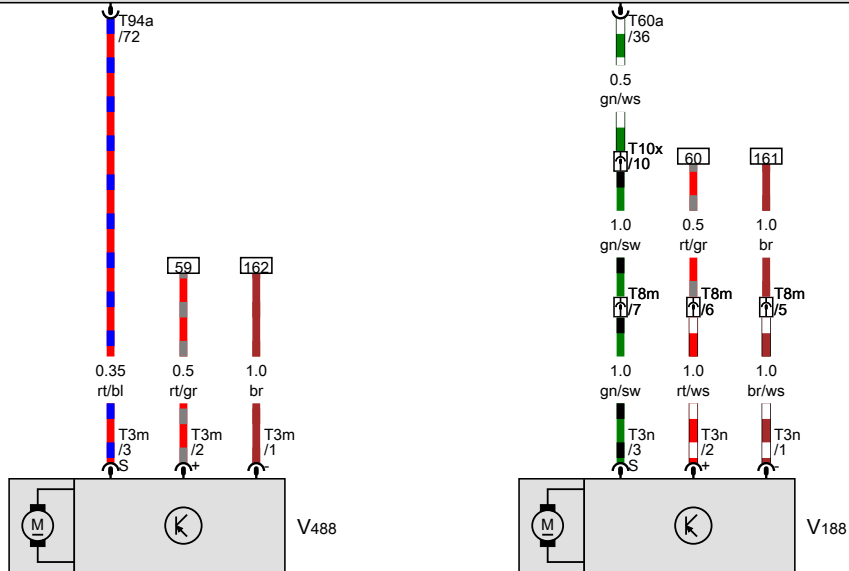 T94a
/72
T60a
/36
0.5
gn/ws
T10x
/10
60
161
1.0
gn/sw
0.5
rt/gr
1.0
br
59
162
T8m
/7
T8m
/6
T8m
/5
0.35
rt/bl
0.5
rt/gr
1.0
br
1.0
gn/sw
1.0
rt/ws
1.0
br/ws
T3m
/3
S
T3m
/2
+
T3m
/1
-
T3n
/3
S
T3n
/2
+
T3n
/1
-
M
V488
M
V188